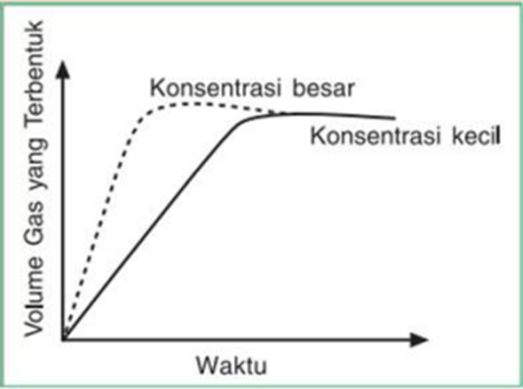 Volume Gas yang Terbentuk
Konsentrasi besar
Konsentrasi kecil
Waktu